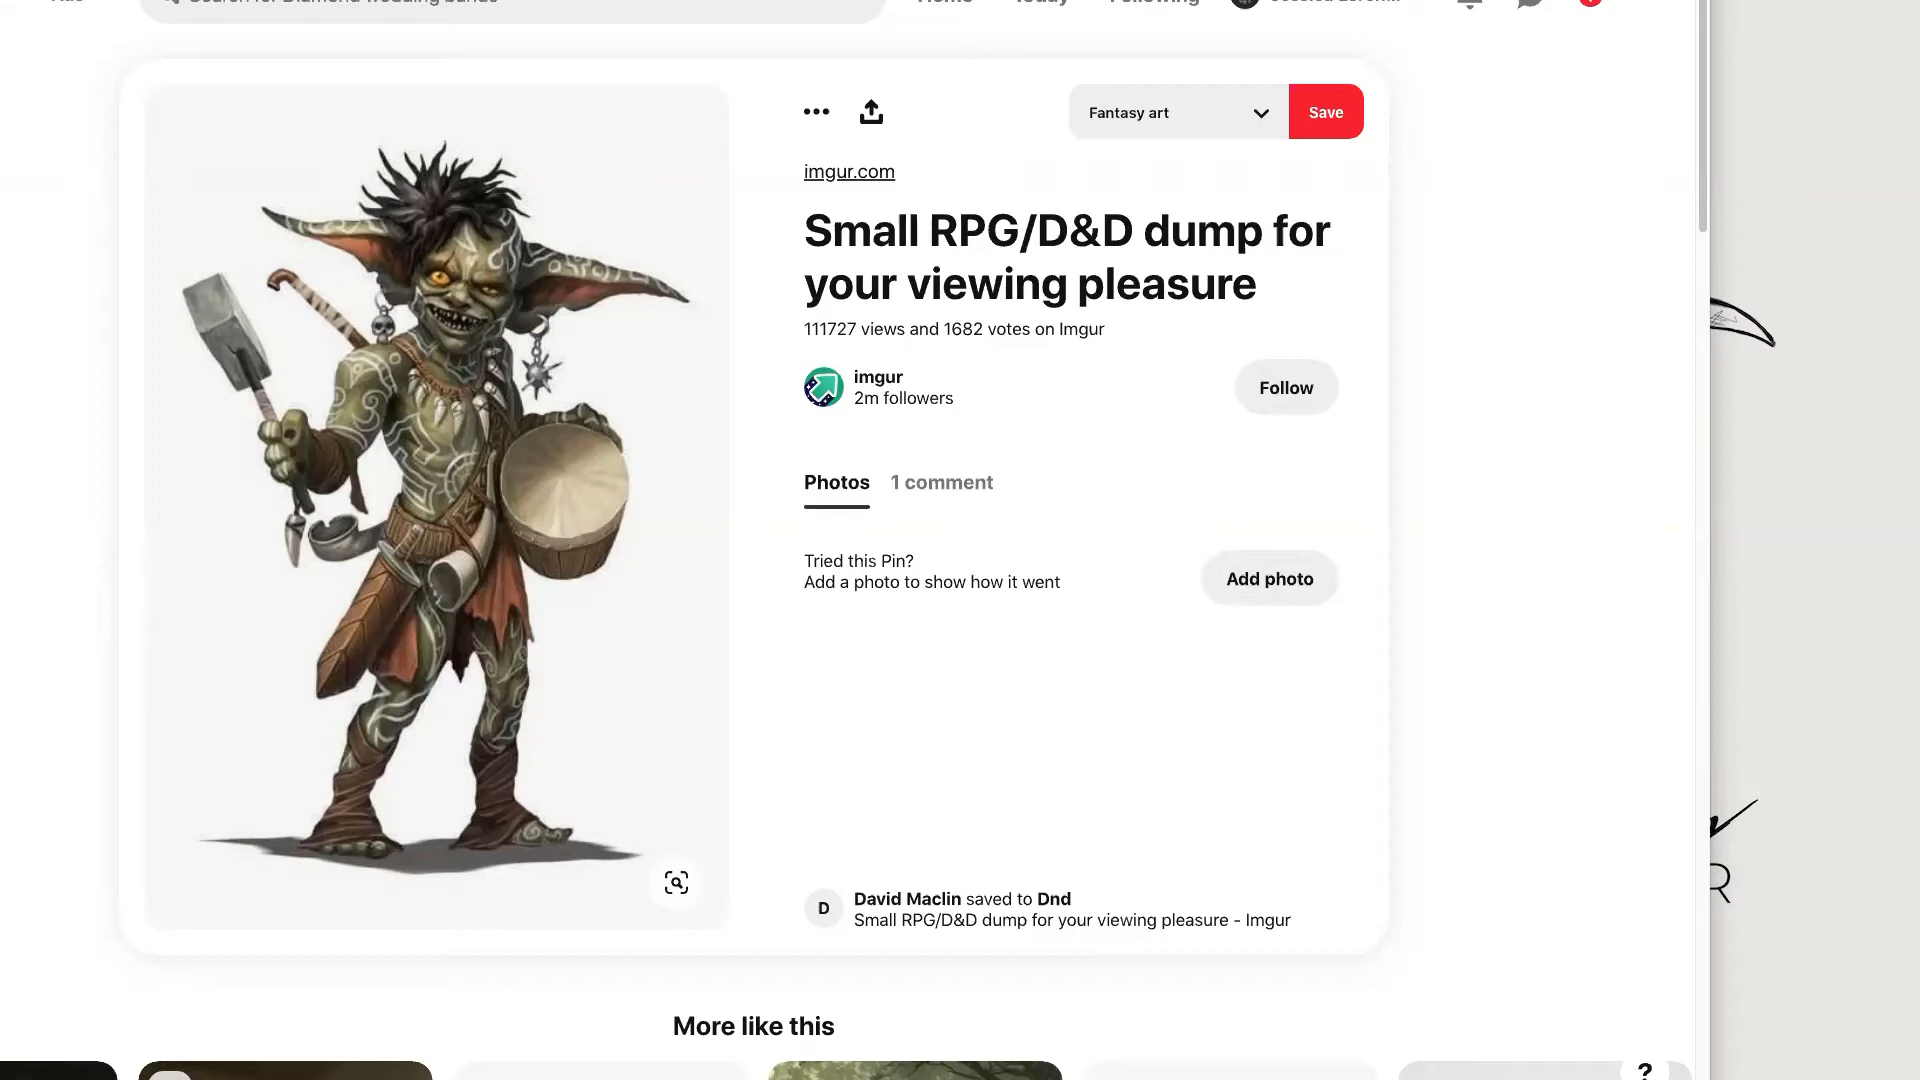 Fantasy art
Save
imgur.com
Small RPG/D&D dump for
your viewing pleasure
111727 views and 1682 votes on Imgur
imgur
2m followers
Follow
Photos
1 comment
Tried this Pin?
Add a photo to show how it went
Add photo
D
David Maclin saved to Dnd
Small RPG/D&D dump for your viewing pleasure - Imgur
More like this
?
R